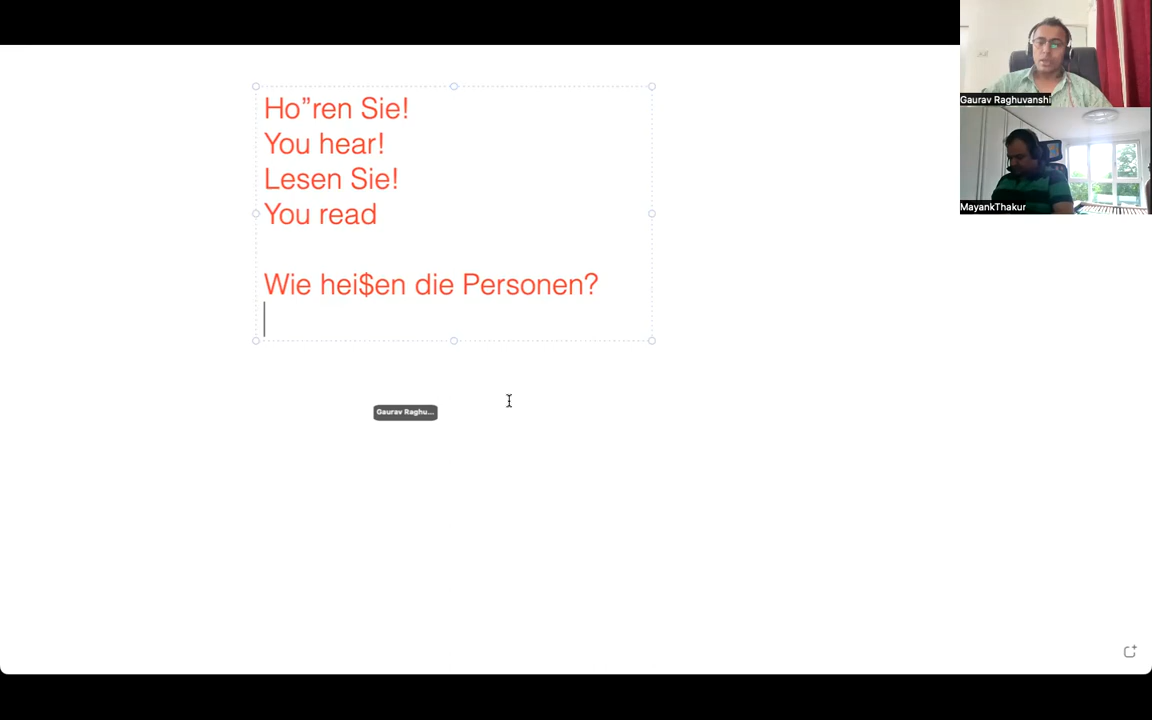 Ho”ren Sie!
You hear!
Lesen Sie!
You read
Wie hei$en die Personen?
Gaurav Raghu...
Gaurav Raghuvanshi
MayankThakur